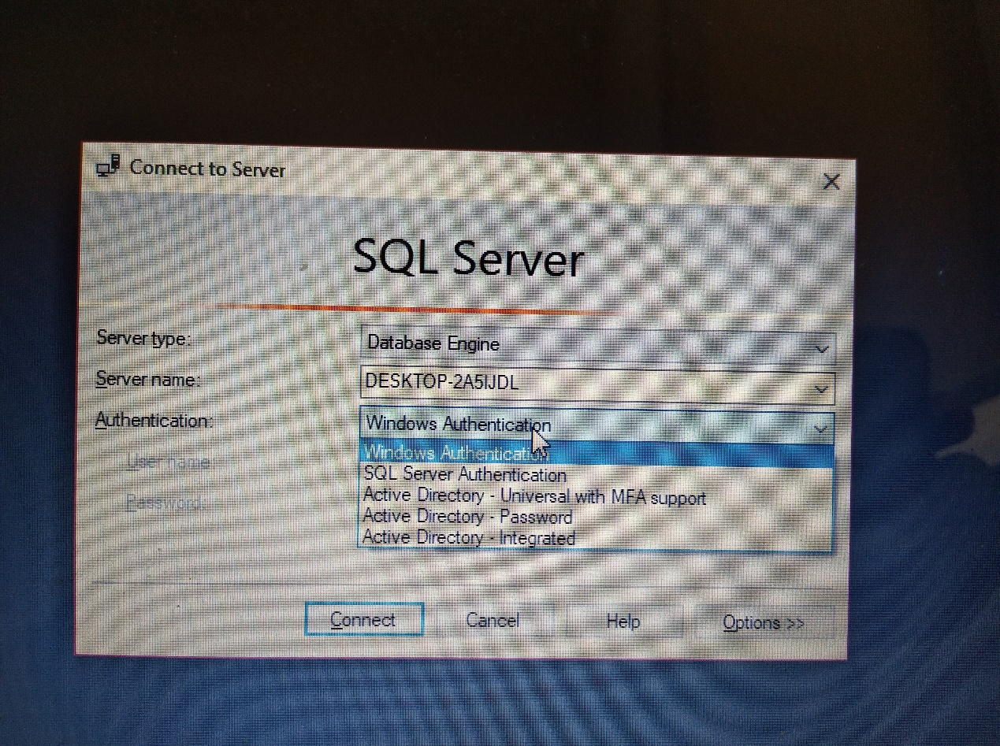 Connect to Server
SQL Server
Server type:
Database Engine
Server name:
DESKTOP-2A5IJDL
Authentication:
Windows Authentication
Windows Authentication
SQL Server Authentication
Active Directory - Universal with MFA support
Active Directory - Password
Active Directory - Integrated
User name:
Password:
Connect
Cancel
Help
Options >>